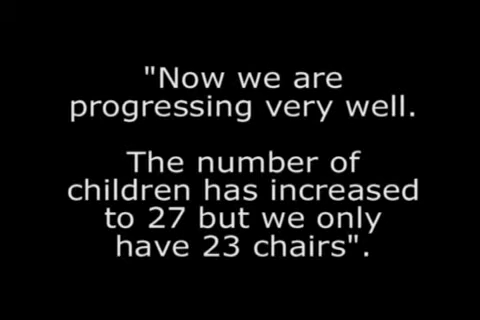 "Now we are
progressing very well.
The number of
children has increased
to 27 but we only
have 23 chairs".